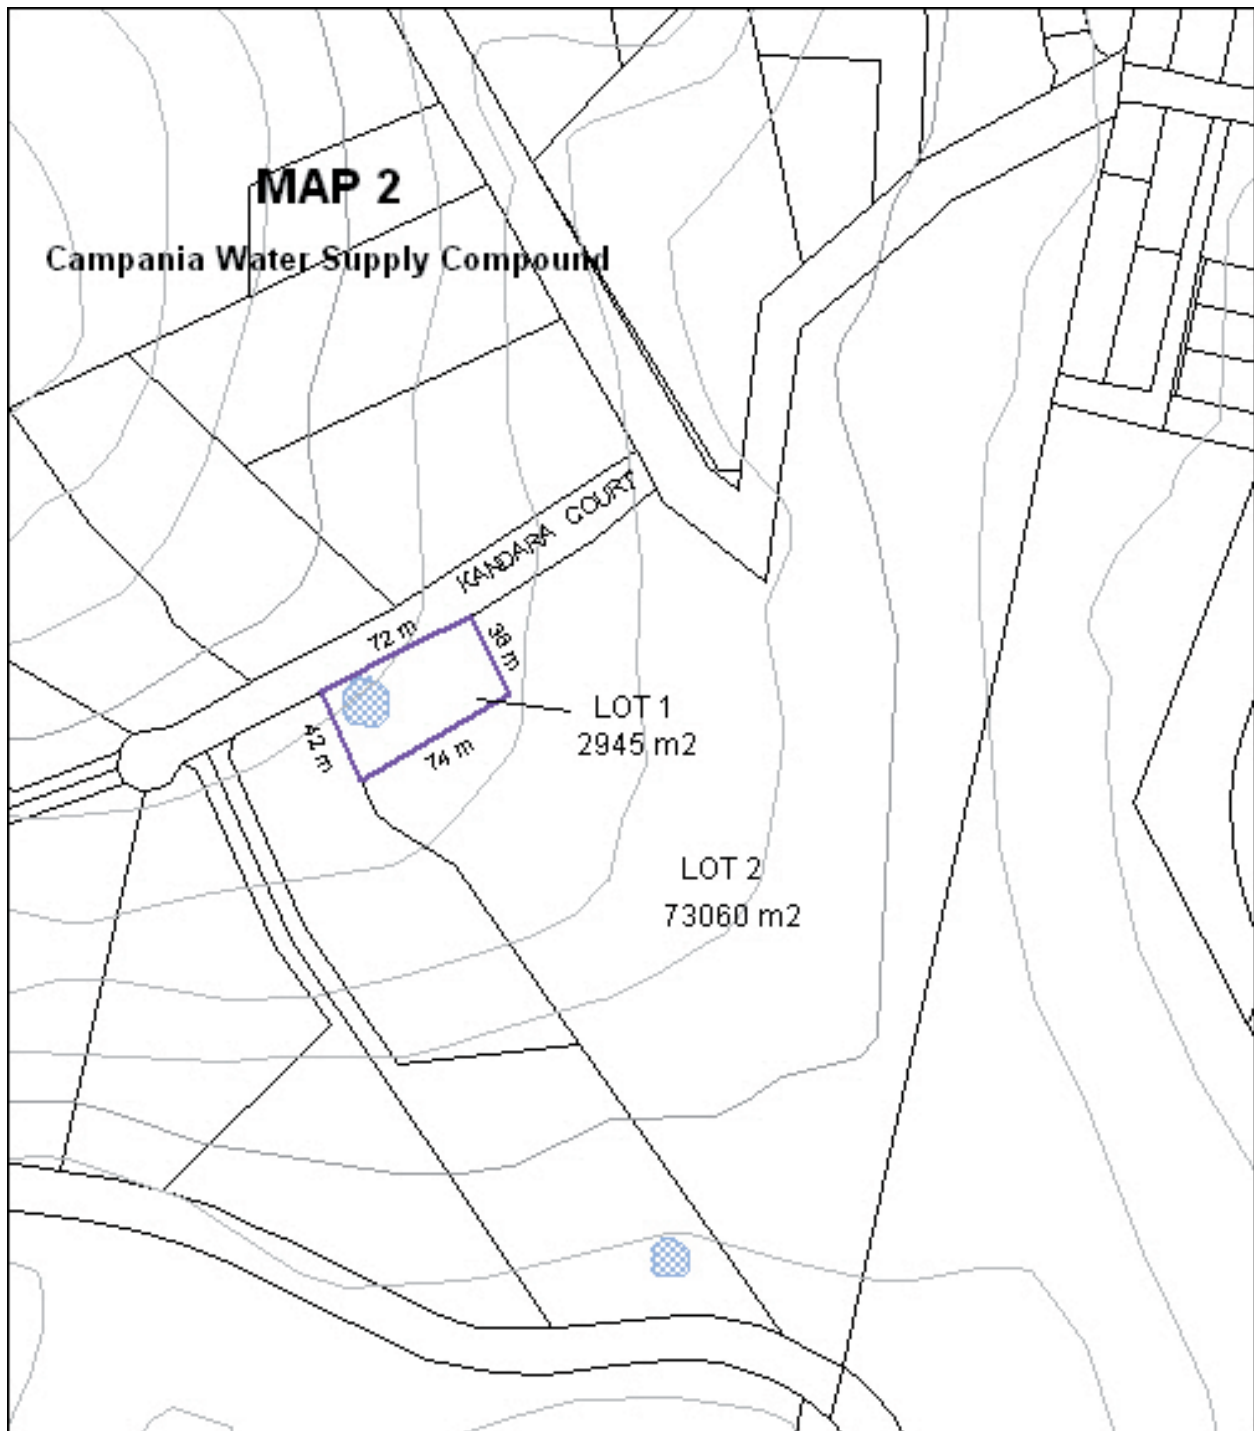 MAP 2
Campania Water Supply Compound
KANDARA COURT
72 m
38 m
LOT 1
2945 m2
42 m
74 m
LOT 2
73060 m2